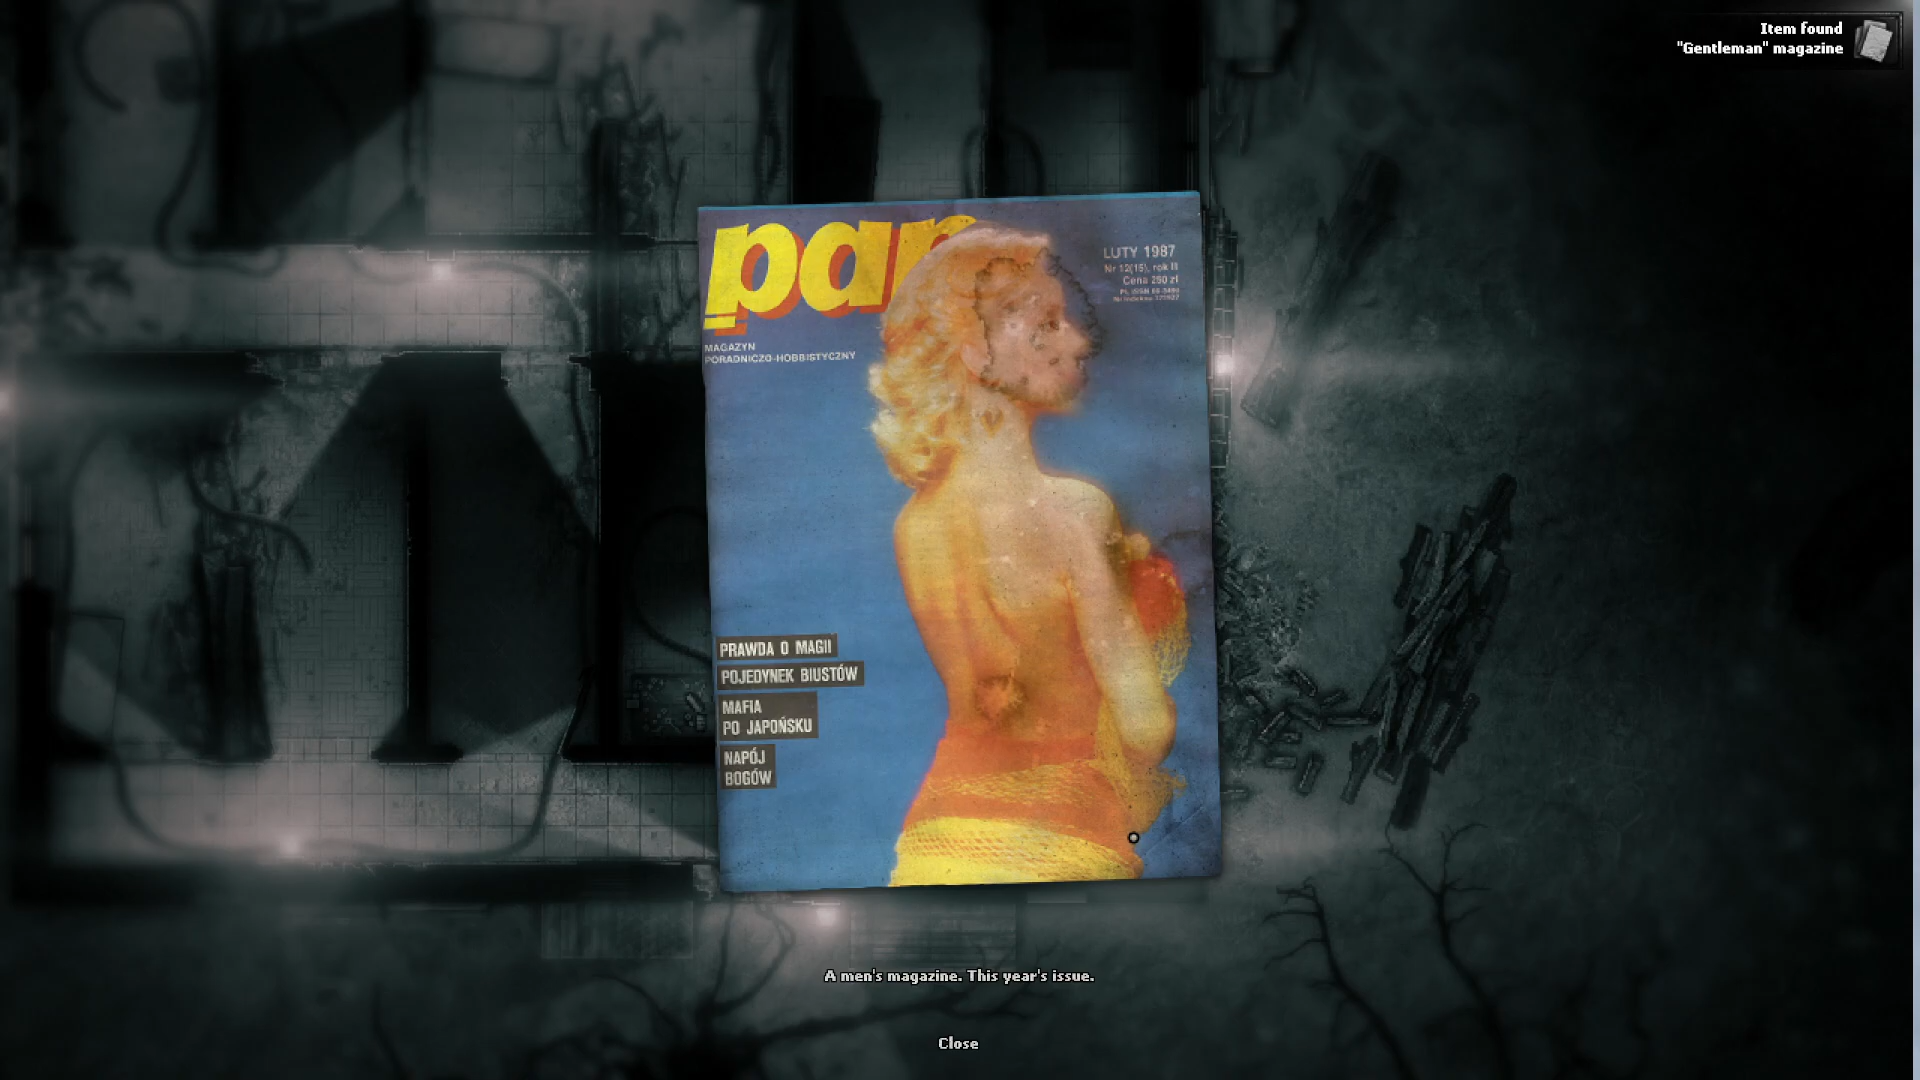 Item found
"Gentleman" magazine
pan
LUTY 1987
Nr 12(15), rok II
Cena 250 zł
MAGAZYN
PORADNICZO-HOBBISTYCZNY
PRAWDA O MAGII
POJEDYNEK BIUSTÓW
MAFIA
PO JAPOŃSKU
NAPÓJ
BOGÓW
A men's magazine. This year's issue.
Close